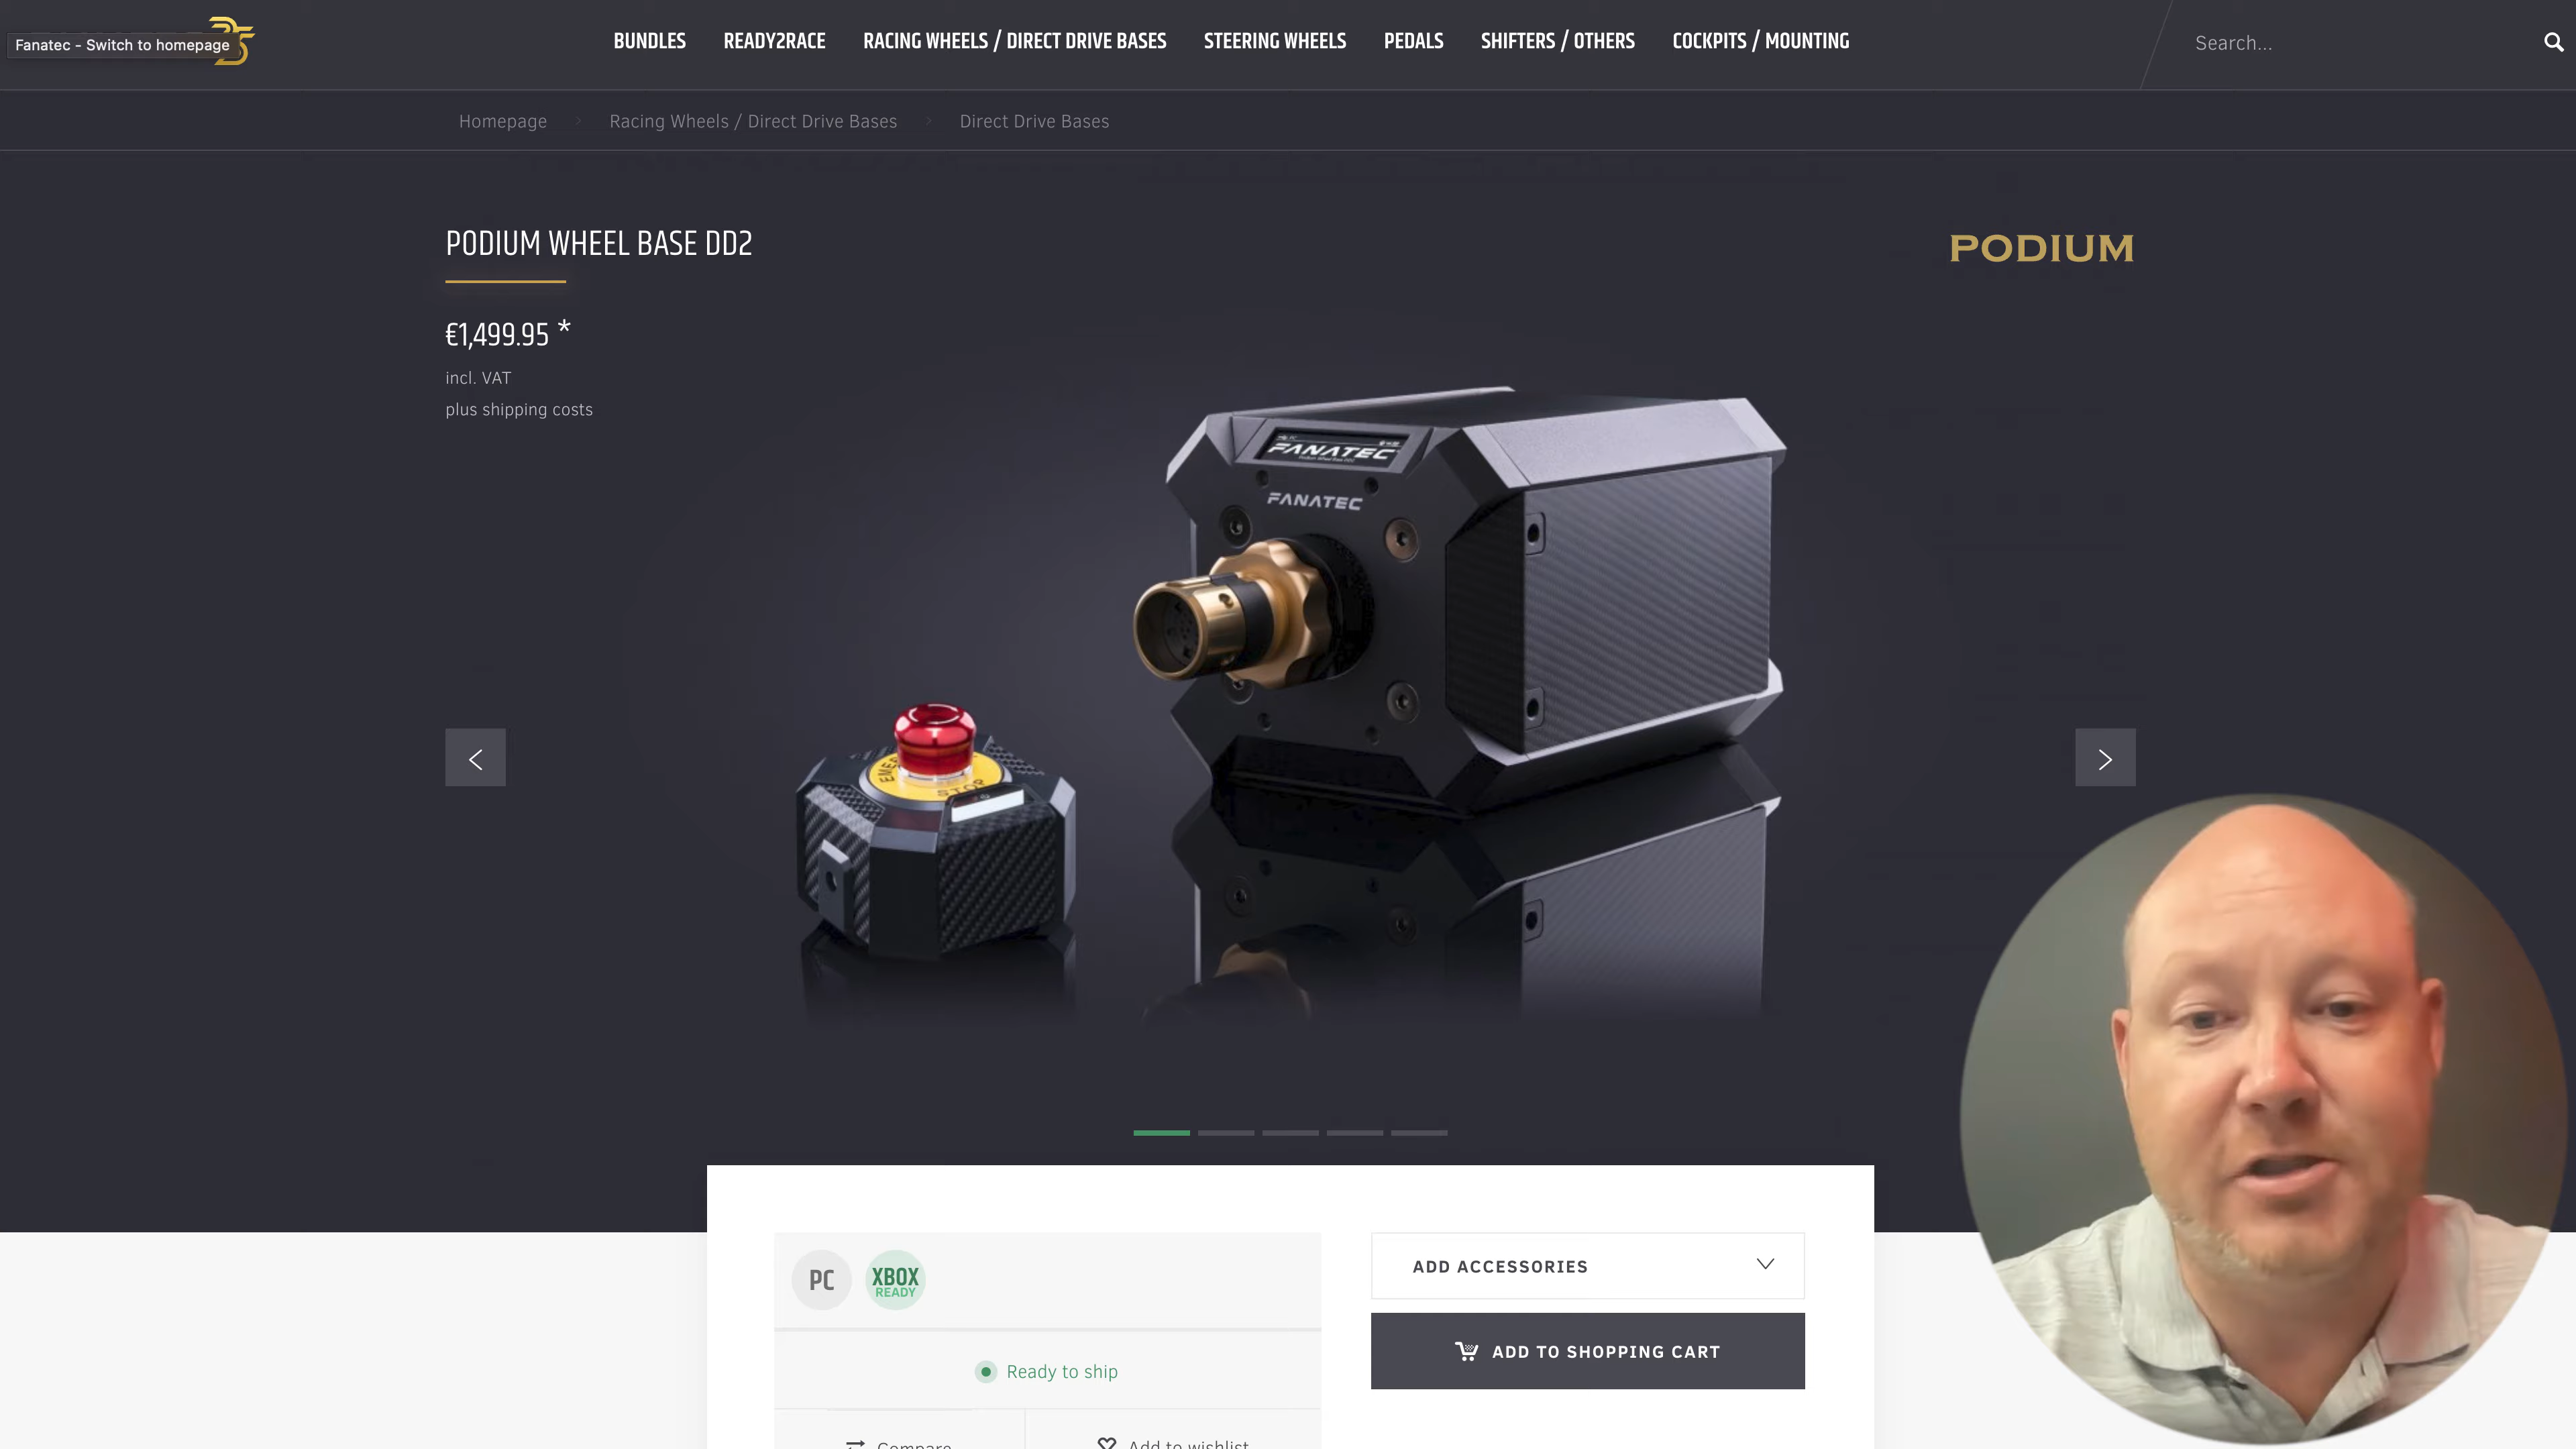 Fanatec - Switch to homepage
BUNDLES READY2RACE RACING WHEELS / DIRECT DRIVE BASES STEERING WHEELS PEDALS SHIFTERS / OTHERS COCKPITS / MOUNTING
Search...
Homepage > Racing Wheels / Direct Drive Bases > Direct Drive Bases
PODIUM WHEEL BASE DD2
PODIUM
€1,499.95 *
incl. VAT
plus shipping costs
FANATEC
FANATEC
STOP
PC
XBOX
READY
ADD ACCESSORIES
ADD TO SHOPPING CART
Ready to ship
Compare
Add to wishlist